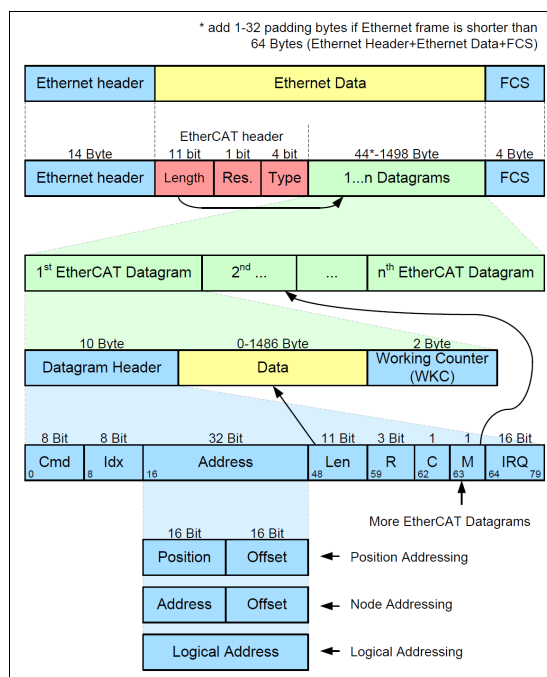 * add 1-32 padding bytes if Ethernet frame is shorter than
64 Bytes (Ethernet Header+Ethernet Data+FCS)
Ethernet header Ethernet Data FCS
EtherCAT header
14 Byte 11 bit 1 bit 4 bit 44*-1498 Byte 4 Byte
Ethernet header Length Res. Type 1...n Datagrams FCS
1st EtherCAT Datagram 2nd ... ... nth EtherCAT Datagram
10 Byte 0-1486 Byte 2 Byte
Datagram Header Data Working Counter
(WKC)
8 Bit 8 Bit 32 Bit 11 Bit 3 Bit 1 1 16 Bit
Cmd Idx Address Len R C M IRQ
0 8 16 48 59 62 63 64 79
More EtherCAT Datagrams
16 Bit 16 Bit
Position Offset Position Addressing
Address Offset Node Addressing
Logical Address Logical Addressing